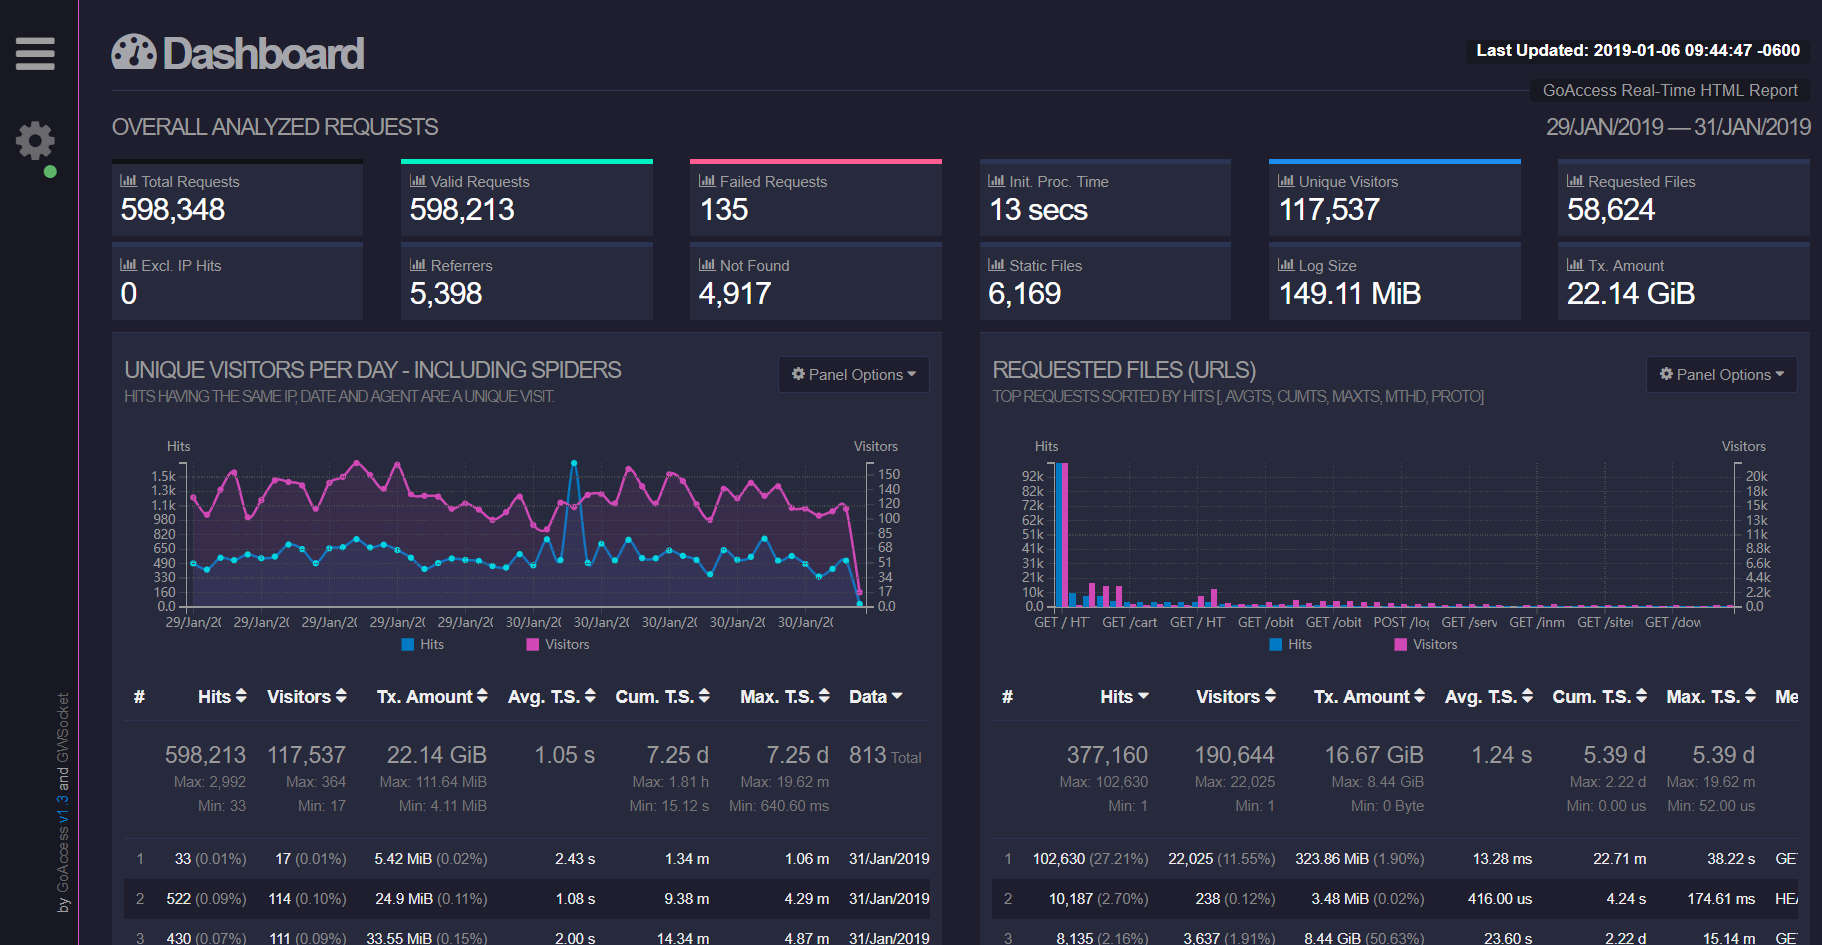 Dashboard
Last Updated: 2019-01-06 09:44:47 -0600
GoAccess Real-Time HTML Report
OVERALL ANALYZED REQUESTS
29/JAN/2019 — 31/JAN/2019
Total Requests
598,348
Valid Requests
598,213
Failed Requests
135
Init. Proc. Time
13 secs
Unique Visitors
117,537
Requested Files
58,624
Excl. IP Hits
0
Referrers
5,398
Not Found
4,917
Static Files
6,169
Log Size
149.11 MiB
Tx. Amount
22.14 GiB
UNIQUE VISITORS PER DAY - INCLUDING SPIDERS
HITS HAVING THE SAME IP, DATE AND AGENT ARE A UNIQUE VISIT.
Panel Options
Hits
Visitors
1.5k
1.3k
1.1k
980
820
650
490
330
160
0.0
150
140
120
100
85
68
51
34
17
0.0
29/Jan/20 29/Jan/20 29/Jan/20 29/Jan/20 29/Jan/20 30/Jan/20 30/Jan/20 30/Jan/20 30/Jan/20 30/Jan/20
Hits Visitors
# Hits Visitors Tx. Amount Avg. T.S. Cum. T.S. Max. T.S. Data
598,213 117,537 22.14 GiB 1.05 s 7.25 d 7.25 d 813 Total
Max: 2,992 Max: 364 Max: 111.64 MiB Max: 1.81 h Max: 19.62 m
Min: 33 Min: 17 Min: 4.11 MiB Min: 15.12 s Min: 640.60 ms
1 33 (0.01%) 17 (0.01%) 5.42 MiB (0.02%) 2.43 s 1.34 m 1.06 m 31/Jan/2019
2 522 (0.09%) 114 (0.10%) 24.9 MiB (0.11%) 1.08 s 9.38 m 4.29 m 31/Jan/2019
3 430 (0.07%) 111 (0.09%) 33.55 MiB (0.15%) 2.00 s 14.34 m 4.87 m 31/Jan/2019
REQUESTED FILES (URLS)
TOP REQUESTS SORTED BY HITS [, AVGTS, CUMTS, MAXTS, MTHD, PROTO]
Panel Options
Hits
Visitors
92k
82k
72k
62k
51k
41k
31k
21k
10k
0.0
20k
18k
15k
13k
11k
8.8k
6.6k
4.4k
2.2k
0.0
GET / HT GET /cart GET / HT GET /obit GET /obit POST /log GET /serv GET /inm GET /site GET /dow
Hits Visitors
# Hits Visitors Tx. Amount Avg. T.S. Cum. T.S. Max. T.S. Me
377,160 190,644 16.67 GiB 1.24 s 5.39 d 5.39 d
Max: 102,630 Max: 22,025 Max: 8.44 GiB Max: 2.22 d Max: 19.62 m
Min: 1 Min: 1 Min: 0 Byte Min: 0.00 us Min: 52.00 us
1 102,630 (27.21%) 22,025 (11.55%) 323.86 MiB (1.90%) 13.28 ms 22.71 m 38.22 s GET
2 10,187 (2.70%) 238 (0.12%) 3.48 MiB (0.02%) 416.00 us 4.24 s 174.61 ms HEA
3 8,135 (2.16%) 3,637 (1.91%) 8.44 GiB (50.63%) 23.60 s 2.22 d 15.14 m GET
by GoAccess v1.3 and GWSocket